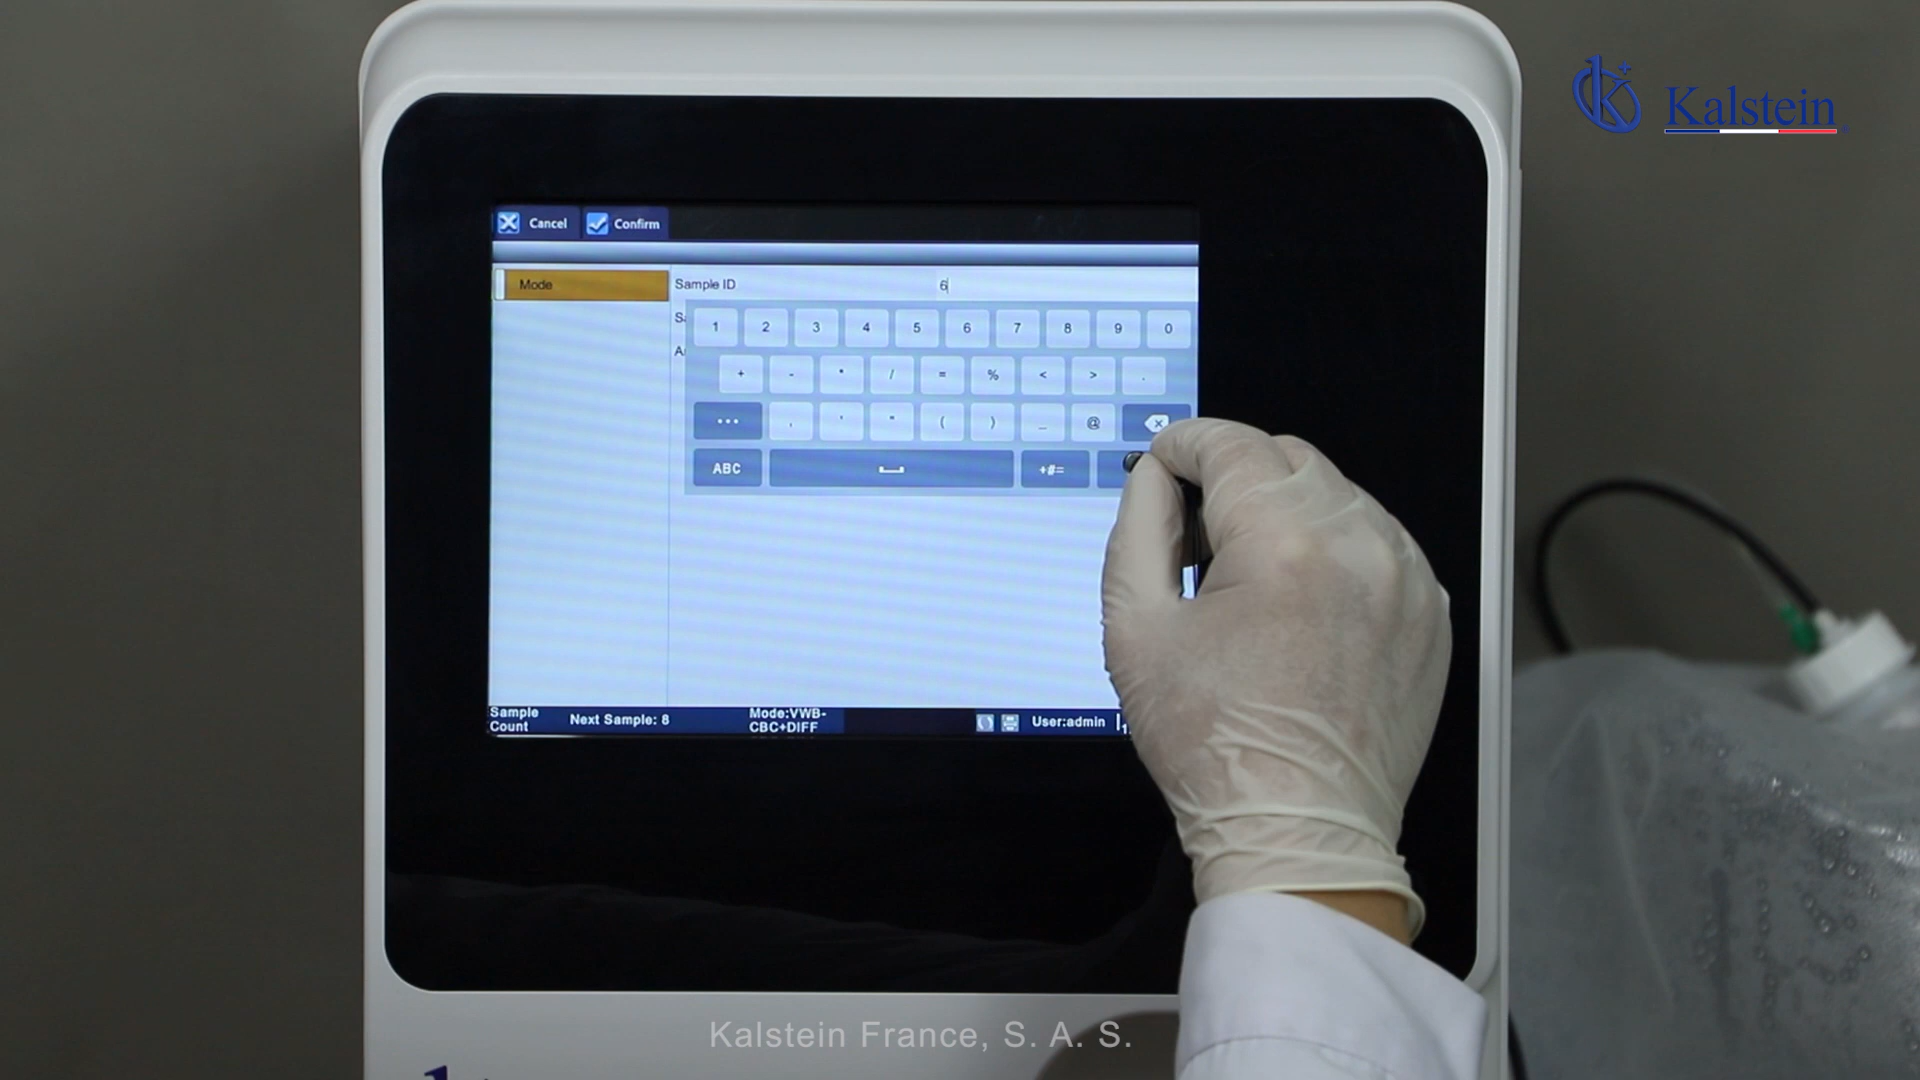 Kalstein
Cancel Confirm
Mode
Sample ID 6
1 2 3 4 5 6 7 8 9 0
+ - * / = % < > .
... , ' " ( ) _ @
ABC +#=
Sample Count
Next Sample: 8
Mode:VWB-
CBC+DIFF
User:admin
Kalstein France, S. A. S.